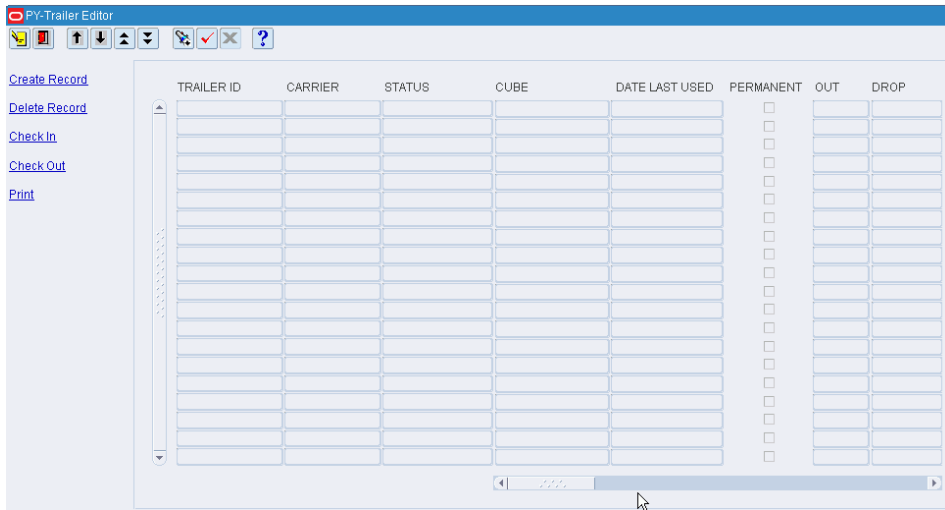 PY-Trailer Editor
?
Create Record
Delete Record
Check In
Check Out
Print
TRAILER ID CARRIER STATUS CUBE DATE LAST USED PERMANENT OUT DROP